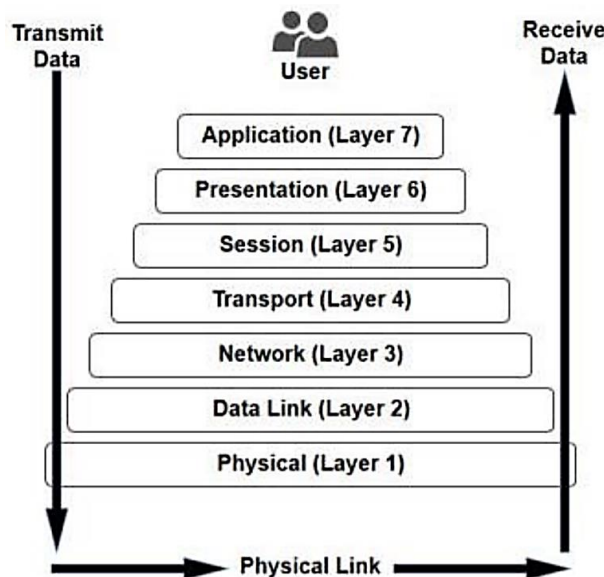 Transmit
Data
User
Receive
Data
Application (Layer 7)
Presentation (Layer 6)
Session (Layer 5)
Transport (Layer 4)
Network (Layer 3)
Data Link (Layer 2)
Physical (Layer 1)
Physical Link